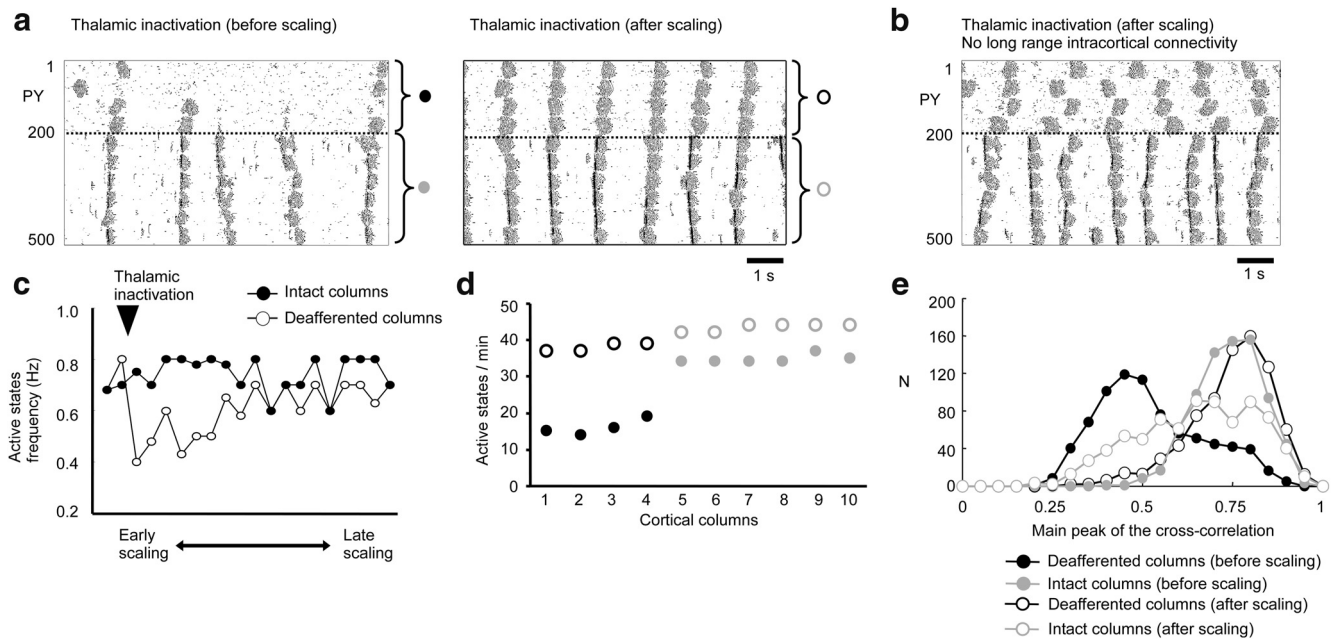 a
Thalamic inactivation (before scaling)
1
PY
200
500
Thalamic inactivation (after scaling)
1 s
b
Thalamic inactivation (after scaling)
No long range intracortical connectivity
1
PY
200
500
1 s
c
Thalamic
inactivation
Intact columns
Deafferented columns
Active states
frequency (Hz)
1.0
0.8
0.6
0.4
0.2
Early
scaling
Late
scaling
d
Active states / min
50
40
30
20
10
0
1 2 3 4 5 6 7 8 9 10
Cortical columns
e
N
200
160
120
80
40
0
0 0.25 0.5 0.75 1
Main peak of the cross-correlation
Deafferented columns (before scaling)
Intact columns (before scaling)
Deafferented columns (after scaling)
Intact columns (after scaling)